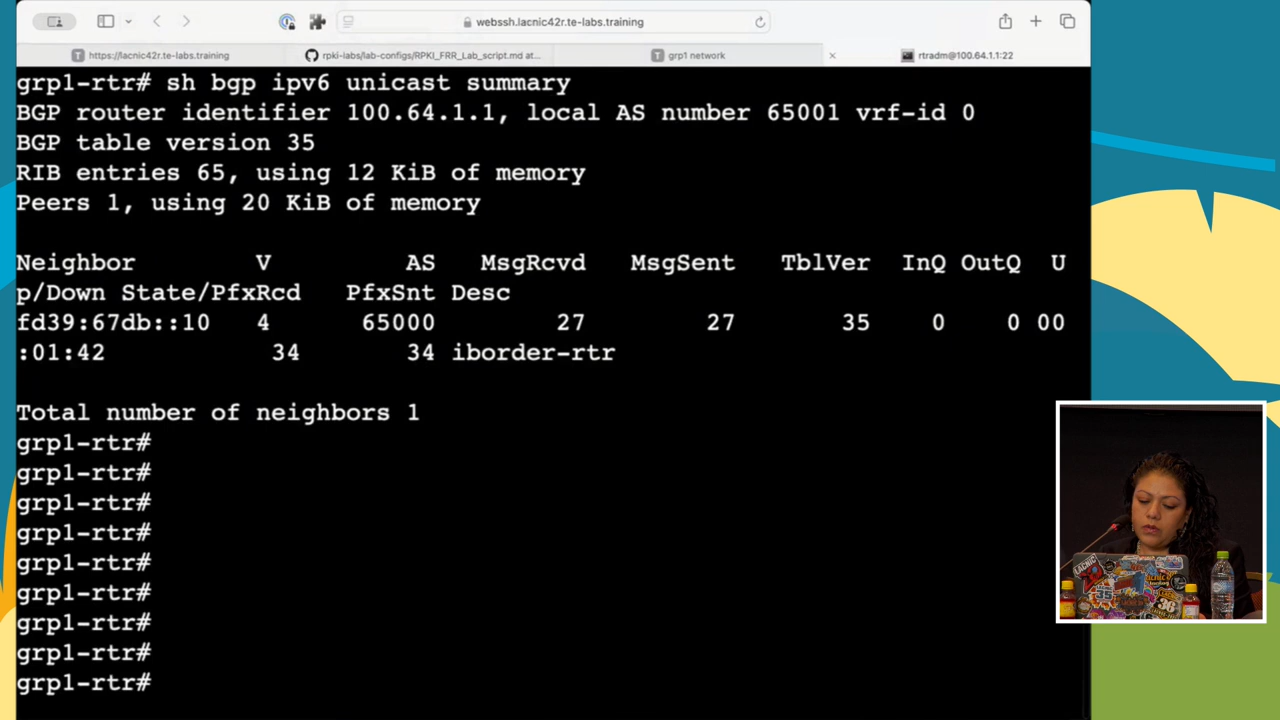 webssh.lacnic42r.te-labs.training
https://lacnic42r.te-labs.training
rpki-labs/lab-configs/RPKI_FRR_Lab_script.md at...
grp1 network
rtradm@100.64.1.1:22
grp1-rtr# sh bgp ipv6 unicast summary
BGP router identifier 100.64.1.1, local AS number 65001 vrf-id 0
BGP table version 35
RIB entries 65, using 12 KiB of memory
Peers 1, using 20 KiB of memory
Neighbor V AS MsgRcvd MsgSent TblVer InQ OutQ U
p/Down State/PfxRcd PfxSnt Desc
fd39:67db::10 4 65000 27 27 35 0 0 00
:01:42 34 34 iborder-rtr
Total number of neighbors 1
grp1-rtr#
grp1-rtr#
grp1-rtr#
grp1-rtr#
grp1-rtr#
grp1-rtr#
grp1-rtr#
grp1-rtr#
grp1-rtr#
LACNIC
35
36